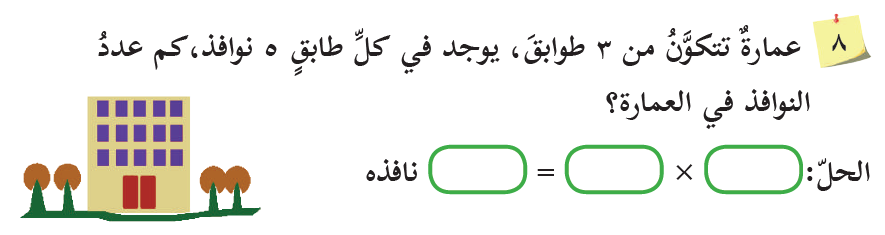 ٨
عمارةٌ تتكوَّنُ من ٣ طوابقَ، يوجد في كلِّ طابقٍ ٥ نوافذ،كم عددُ
النوافذ في العمارة؟
الحلّ: × = نافذه